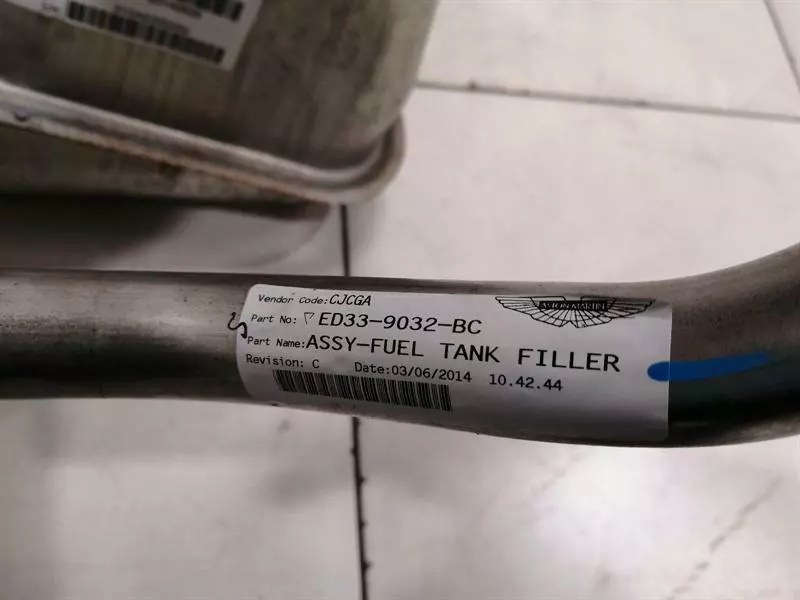 Vendor Code:CJCGA
ASTON MARTIN
Part No: ED33-9032-BC
Part Name:ASSY-FUEL TANK FILLER
Revision: C Date:03/06/2014 10.42.44